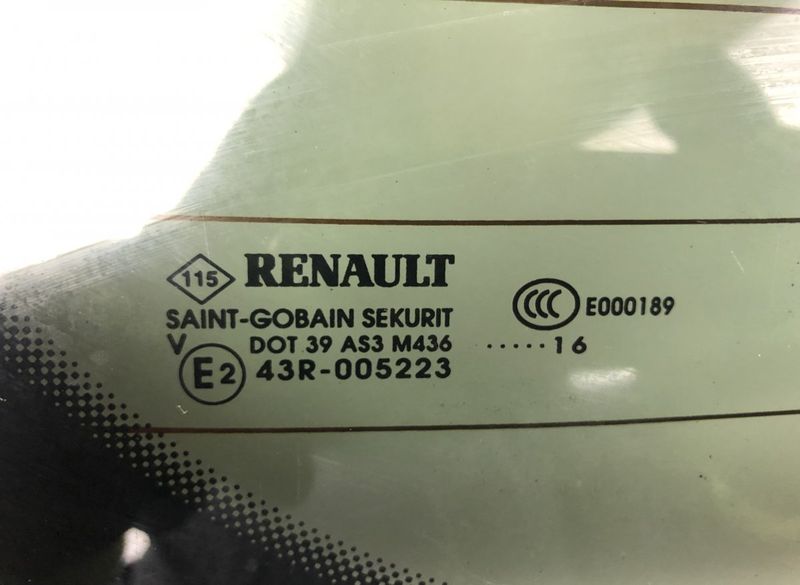 115 RENAULT
SAINT-GOBAIN SEKURIT
CCC E000189
V DOT 39 AS3 M436 ·····16
E2 43R-005223